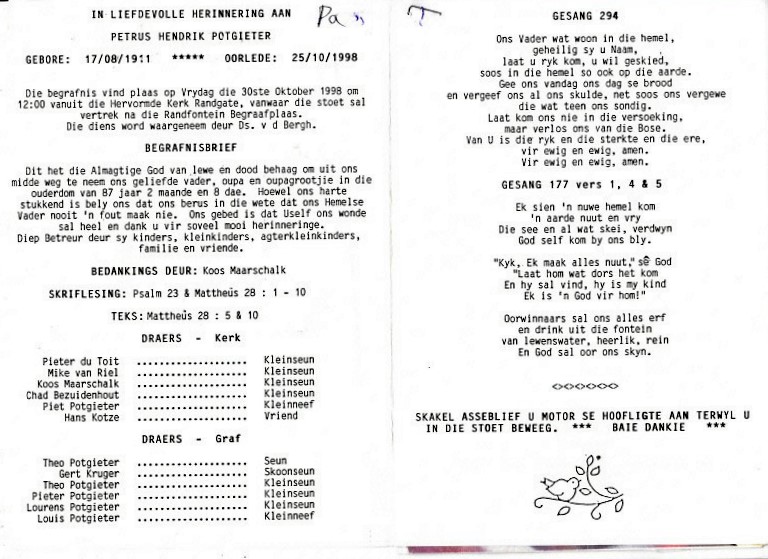 IN LIEFDEVOLLE HERINNERING AAN
Pa
PETRUS HENDRIK POTGIETER
GEBORE: 17/08/1911 ***** OORLEDE: 25/10/1998
Die begrafnis vind plaas op Vrydag die 30ste Oktober 1998 om
12:00 vanuit die Hervormde Kerk Randgate, vanwaar die stoet sal
vertrek na die Randfontein Begraafplaas.
Die diens word waargeneem deur Ds. v d Bergh.
BEGRAFNISBRIEF
Dit het die Almagtige God van lewe en dood behaag om uit ons
midde weg te neem ons geliefde vader, oupa en oupagrootjie in die
ouderdom van 87 jaar 2 maande en 8 dae. Hoewel ons harte
stukkend is bely ons dat ons berus in die wete dat ons Hemelse
Vader nooit 'n fout maak nie. Ons gebed is dat Uself ons wonde
sal heel en dank u vir soveel mooi herinneringe.
Diep Betreur deur sy kinders, kleinkinders, agterkleinkinders,
familie en vriende.
BEDANKINGS DEUR: Koos Maarschalk
SKRIFLESING: Psalm 23 & Mattheüs 28 : 1 - 10
TEKS: Mattheüs 28 : 5 & 10
DRAERS - Kerk
Pieter du Toit ................... Kleinseun
Mike van Riel ................... Kleinseun
Koos Maarschalk ................... Kleinseun
Chad Bezuidenhout ................... Kleinseun
Piet Potgieter ................... Kleinneef
Hans Kotze ................... Vriend
DRAERS - Graf
Theo Potgieter ................... Seun
Gert Kruger ................... Skoonseun
Theo Potgieter ................... Kleinseun
Pieter Potgieter ................... Kleinseun
Lourens Potgieter ................... Kleinseun
Louis Potgieter ................... Kleinneef
GESANG 294
Ons Vader wat woon in die hemel,
geheilig sy u Naam,
laat u ryk kom, u wil geskied,
soos in die hemel so ook op die aarde.
Gee ons vandag ons dag se brood
en vergeef ons al ons skulde, net soos ons vergewe
die wat teen ons sondig.
Laat kom ons nie in die versoeking,
maar verlos ons van die Bose.
Van U is die ryk en die sterkte en die ere,
vir ewig en ewig, amen.
Vir ewig en ewig, amen.
GESANG 177 vers 1, 4 & 5
Ek sien 'n nuwe hemel kom
'n aarde nuut en vry
Die see en al wat skei, verdwyn
God self kom by ons bly.
"Kyk, Ek maak alles nuut," sê God
"Laat hom wat dors het kom
En hy sal vind, hy is my kind
Ek is 'n God vir hom!"
Oorwinnaars sal ons alles erf
en drink uit die fontein
van lewenswater, heerlik, rein
En God sal oor ons skyn.
SKAKEL ASSEBLIEF U MOTOR SE HOOFLIGTE AAN TERWYL U
IN DIE STOET BEWEEG. *** BAIE DANKIE ***